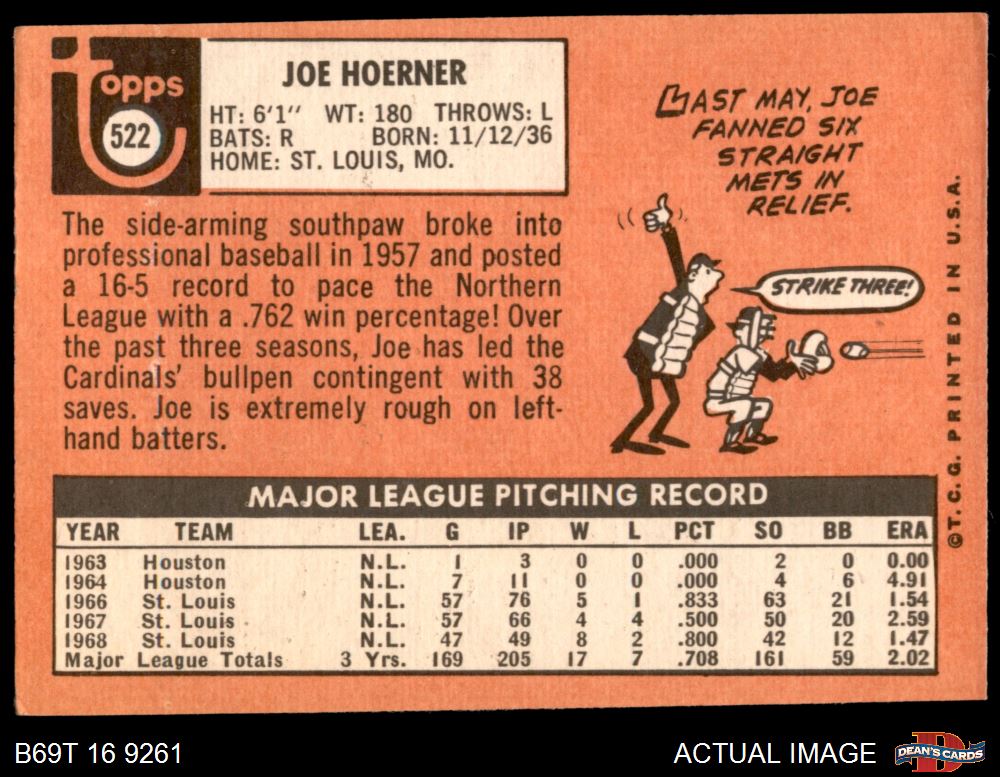 topps
522
JOE HOERNER
HT: 6'1" WT: 180 THROWS: L
BATS: R BORN: 11/12/36
HOME: ST. LOUIS, MO.
The side-arming southpaw broke into
professional baseball in 1957 and posted
a 16-5 record to pace the Northern
League with a .762 win percentage! Over
the past three seasons, Joe has led the
Cardinals' bullpen contingent with 38
saves. Joe is extremely rough on left-
hand batters.
LAST MAY, JOE
FANNED SIX
STRAIGHT
METS IN
RELIEF.
STRIKE THREE!
©T. C. G. PRINTED IN U.S.A.
MAJOR LEAGUE PITCHING RECORD
YEAR TEAM LEA. G IP W L PCT SO BB ERA
1963 Houston N.L. 1 3 0 0 .000 2 0 0.00
1964 Houston N.L. 7 11 0 0 .000 4 6 4.91
1966 St. Louis N.L. 57 76 5 1 .833 63 21 1.54
1967 St. Louis N.L. 57 66 4 4 .500 50 20 2.59
1968 St. Louis N.L. 47 49 8 2 .800 42 12 1.47
Major League Totals 3 Yrs. 169 205 17 7 .708 161 59 2.02
B69T 16 9261
ACTUAL IMAGE
DEAN'S CARDS